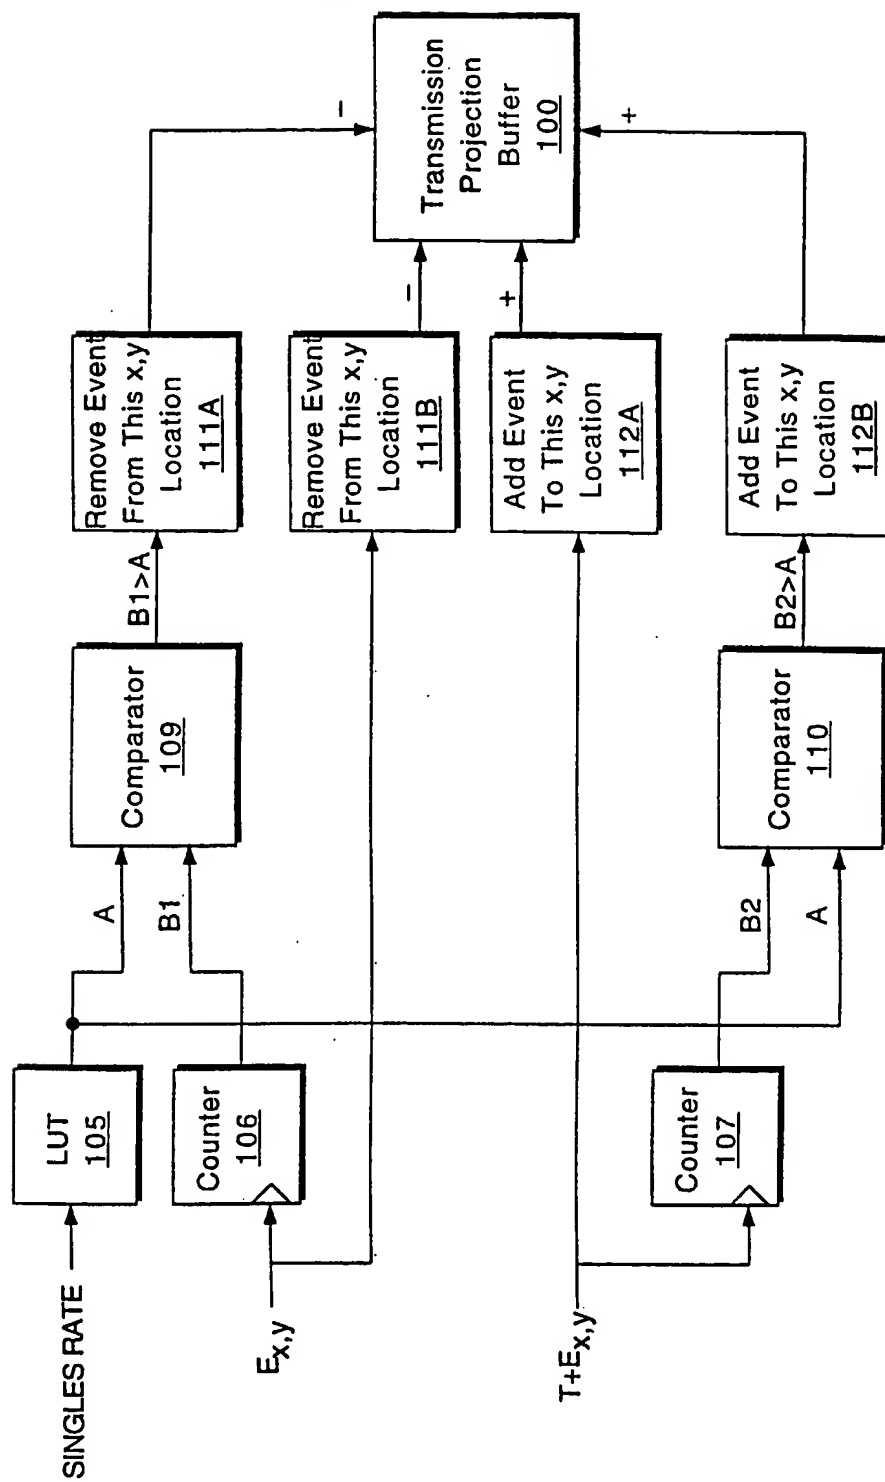 SINGLES RATE
LUT
105
A
Comparator
109
B1>A
Remove Event
From This x,y
Location
111A
−
Counter
106
B1
Ex,y
Remove Event
From This x,y
Location
111B
−
Transmission
Projection
Buffer
100
T+Ex,y
Add Event
To This x,y
Location
112A
+
Counter
107
B2
A
Comparator
110
B2>A
Add Event
To This x,y
Location
112B
+